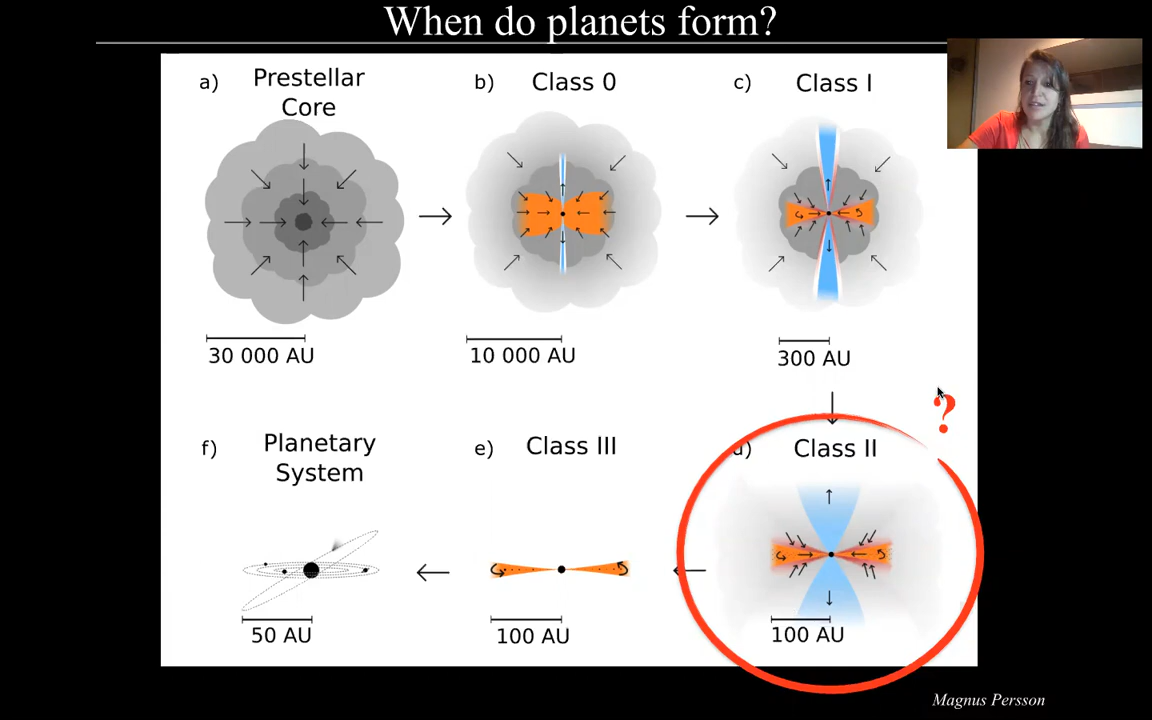 When do planets form?
a) Prestellar
Core
b) Class 0
c) Class I
30 000 AU
10 000 AU
300 AU
?
f) Planetary
System
e) Class III
d) Class II
50 AU
100 AU
100 AU
Magnus Persson